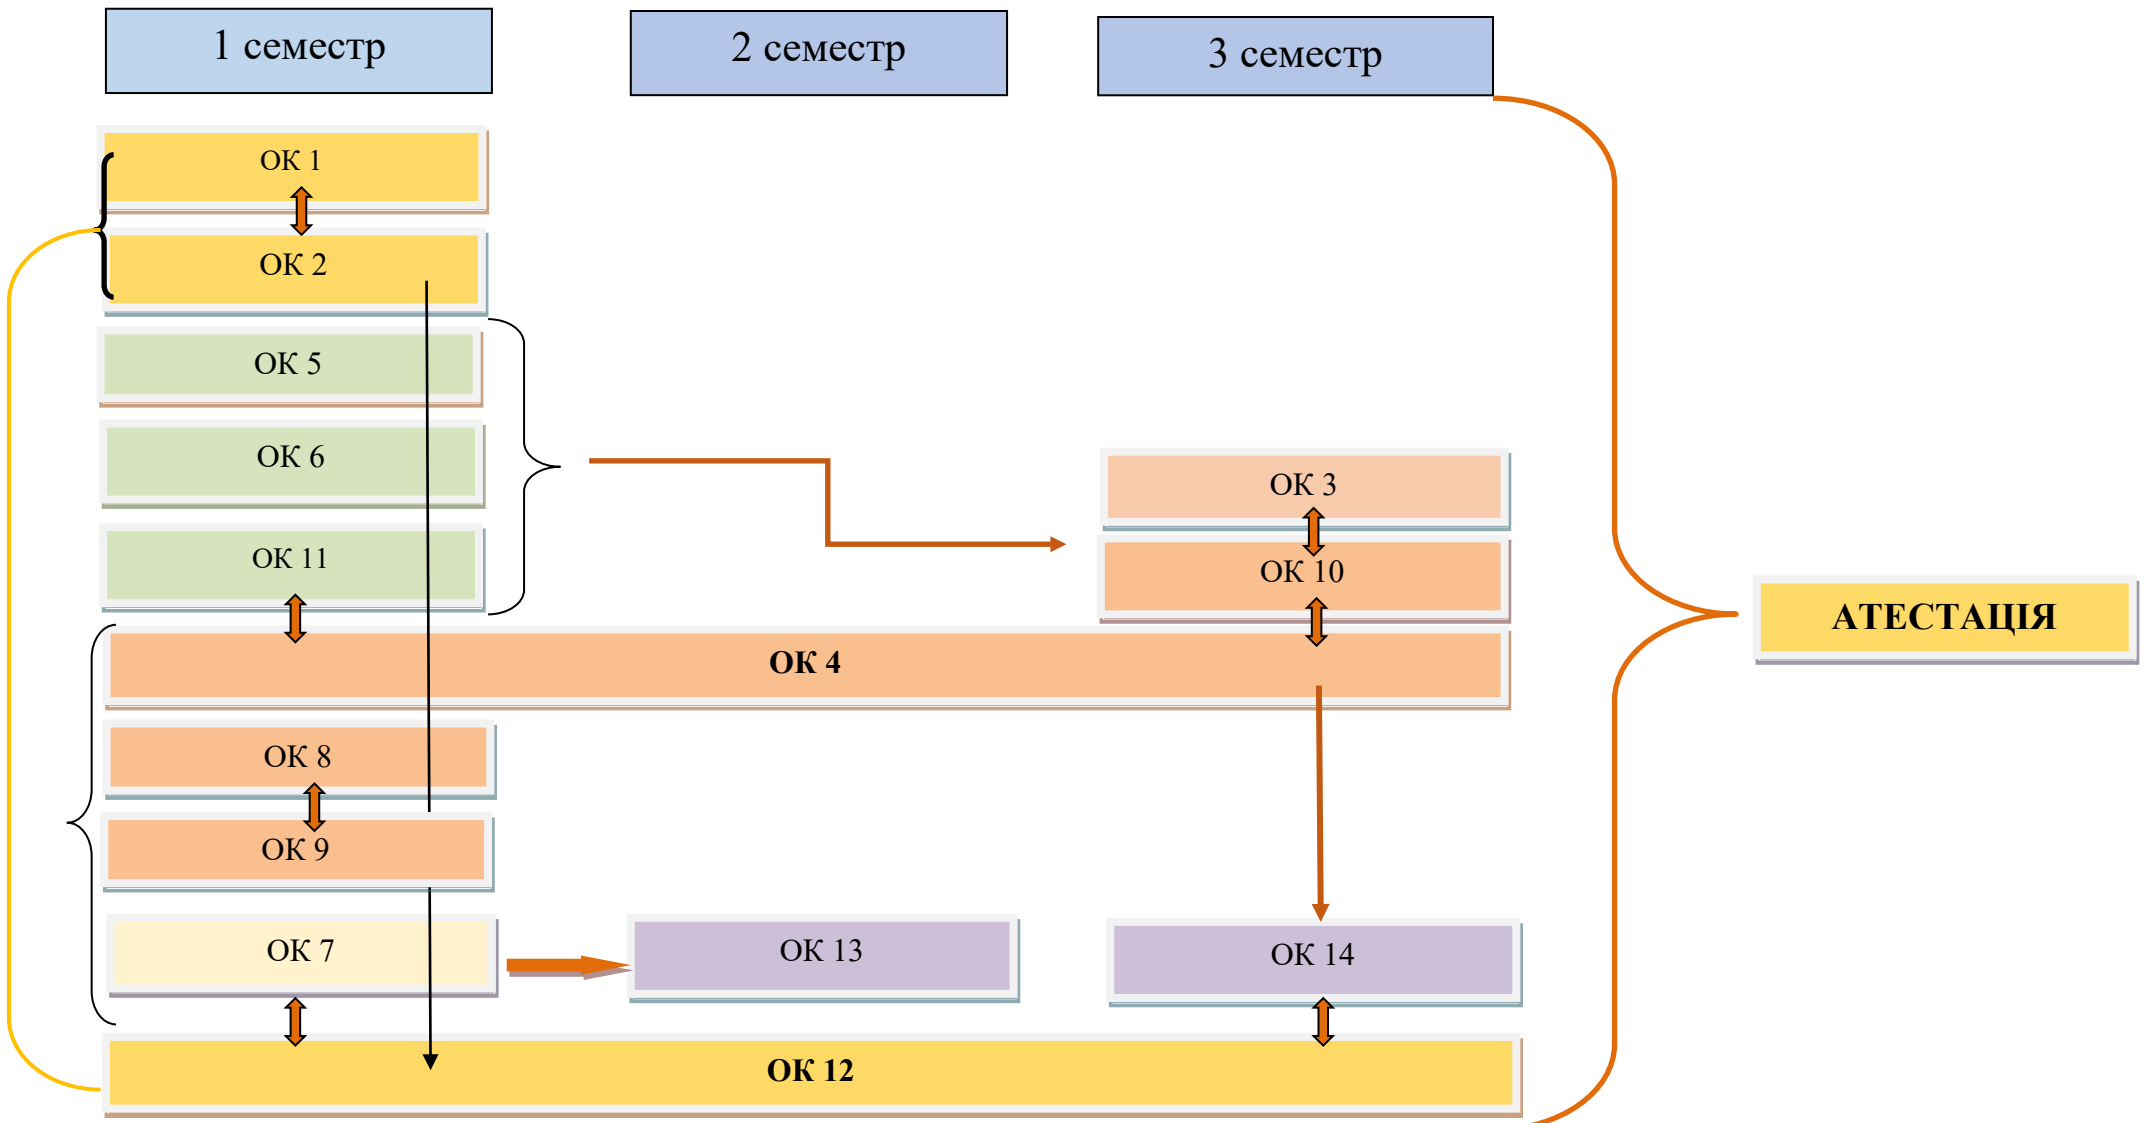 1 семестр
2 семестр
3 семестр
ОК 1
ОК 2
ОК 5
ОК 6
ОК 3
ОК 11
ОК 10
АТЕСТАЦІЯ
ОК 4
ОК 8
ОК 9
ОК 7
ОК 13
ОК 14
ОК 12